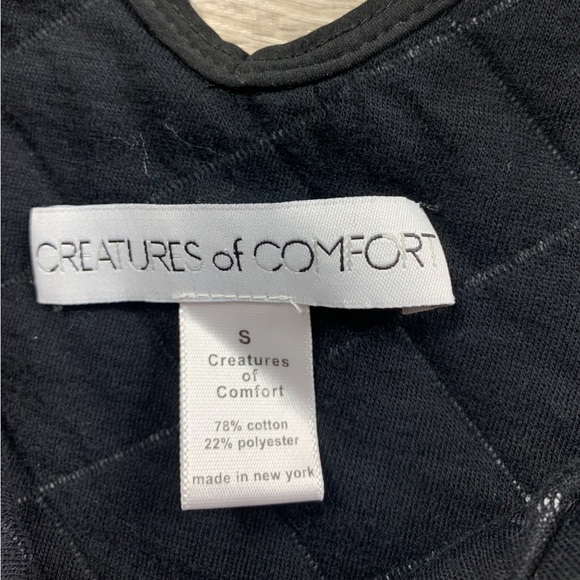 CREATURES of COMFORT
S
Creatures
of
Comfort
78% cotton
22% polyester
made in new york